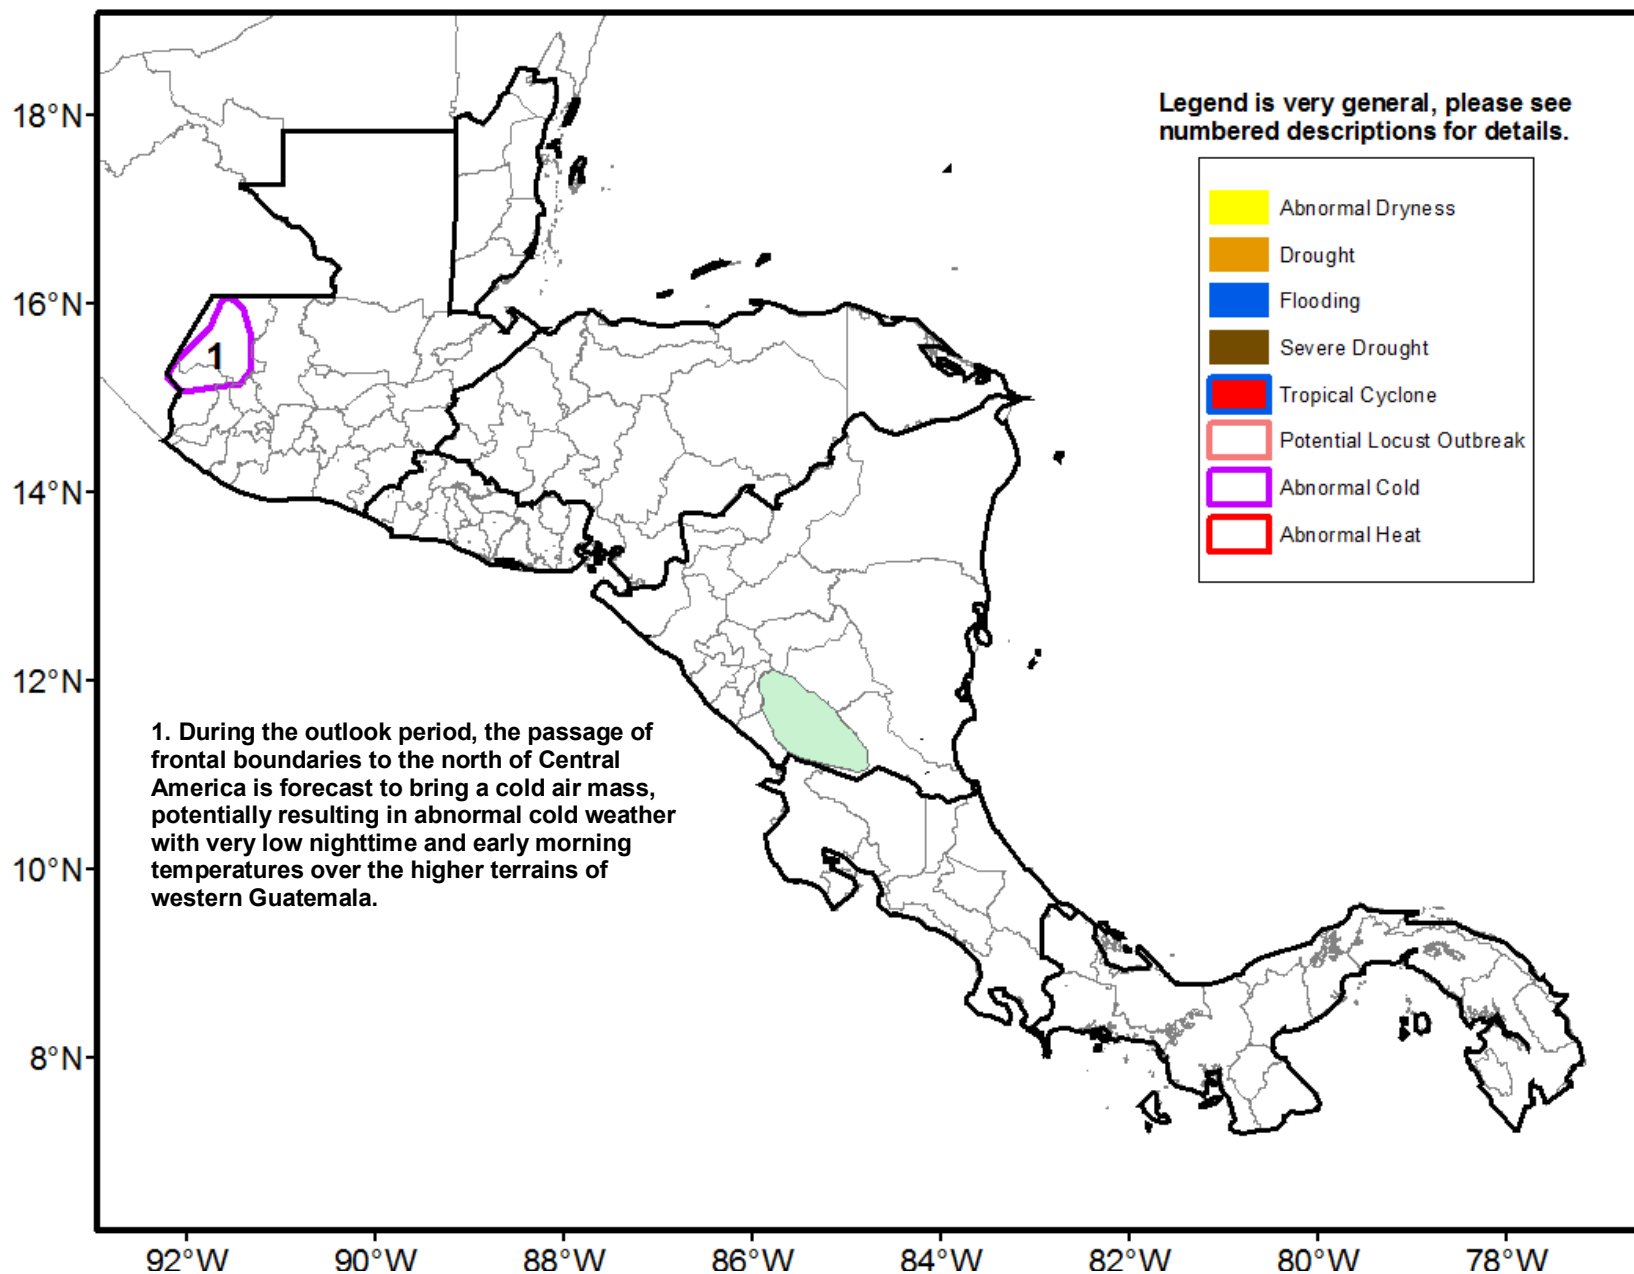 Legend is very general, please see
numbered descriptions for details.
Abnormal Dryness
Drought
Flooding
Severe Drought
Tropical Cyclone
Potential Locust Outbreak
Abnormal Cold
Abnormal Heat
18°N
16°N
14°N
12°N
10°N
8°N
1
1. During the outlook period, the passage of
frontal boundaries to the north of Central
America is forecast to bring a cold air mass,
potentially resulting in abnormal cold weather
with very low nighttime and early morning
temperatures over the higher terrains of
western Guatemala.
92°W 90°W 88°W 86°W 84°W 82°W 80°W 78°W